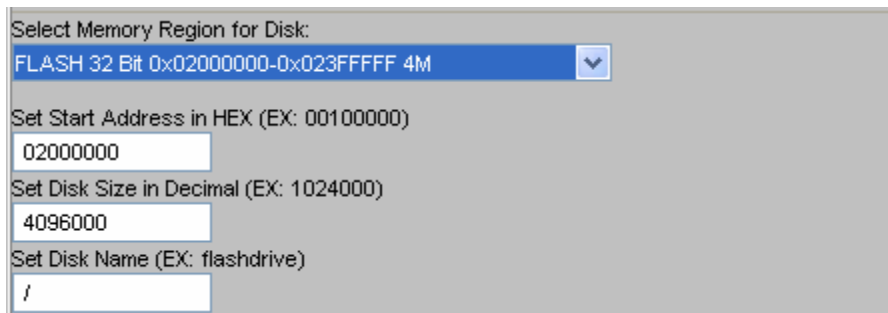 Select Memory Region for Disk:
FLASH 32 Bit 0x02000000-0x023FFFFF 4M
Set Start Address in HEX (EX: 00100000)
02000000
Set Disk Size in Decimal (EX: 1024000)
4096000
Set Disk Name (EX: flashdrive)
/